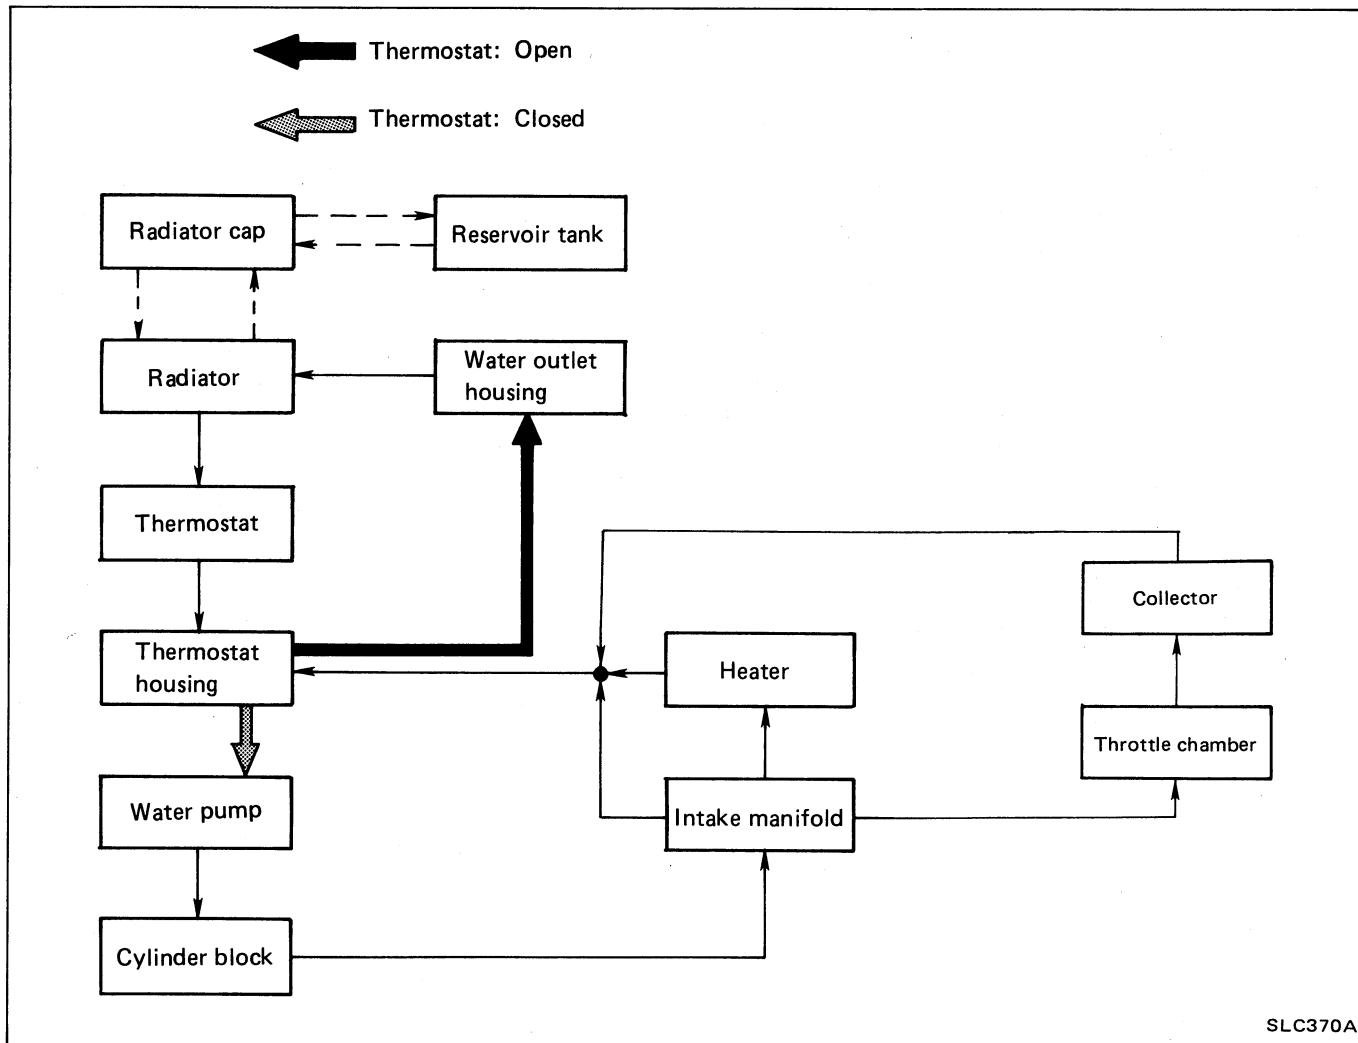 Thermostat: Open
Thermostat: Closed
Radiator cap
Reservoir tank
Radiator
Water outlet
housing
Thermostat
Collector
Thermostat
housing
Heater
Throttle chamber
Water pump
Intake manifold
Cylinder block
SLC370A